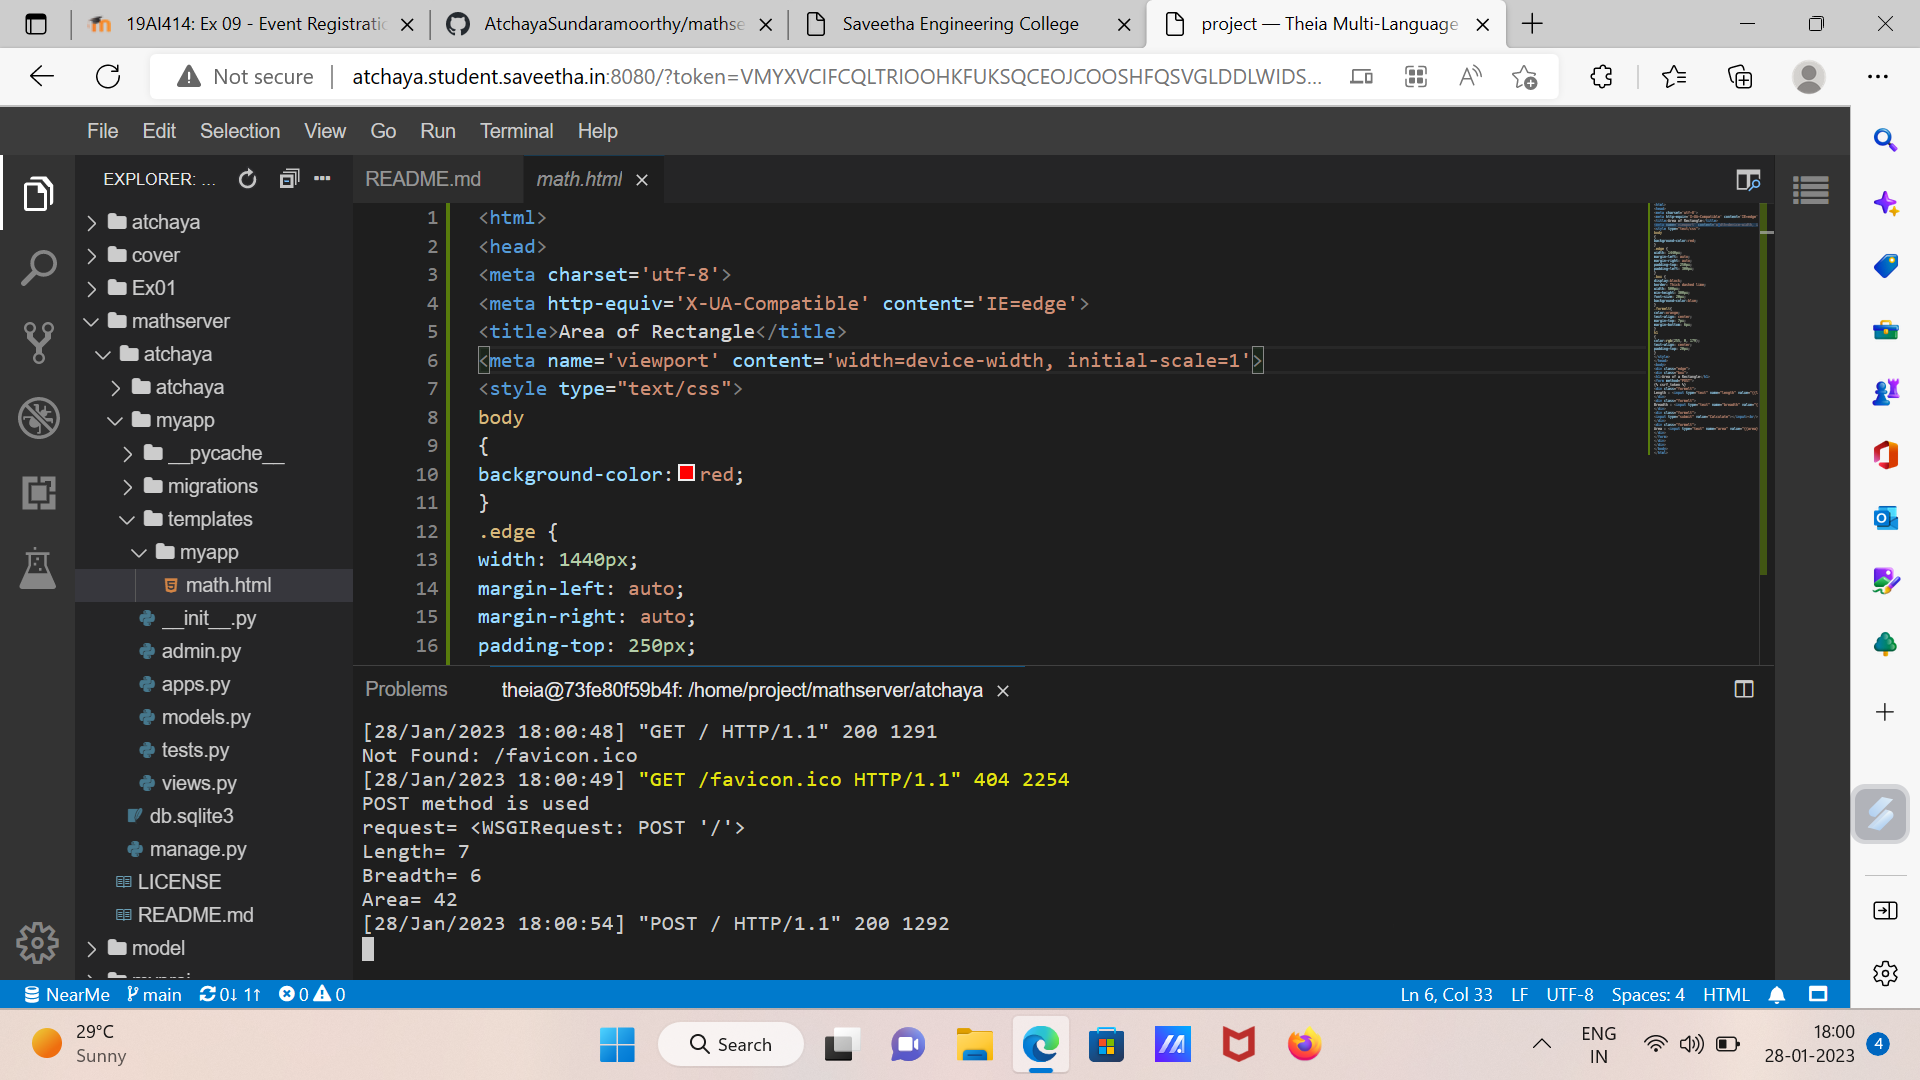 19AI414: Ex 09 - Event Registratio
AtchayaSundaramoorthy/mathse
Saveetha Engineering College
project — Theia Multi-Language
Not secure
atchaya.student.saveetha.in:8080/?token=VMYXVCIFCQLTRIOOHKFUKSQCEOJCOOSHFQSVGLDDLWIDS...
File Edit Selection View Go Run Terminal Help
EXPLORER: ...
README.md
math.html
atchaya
cover
Ex01
mathserver
atchaya
atchaya
myapp
__pycache__
migrations
templates
myapp
math.html
__init__.py
admin.py
apps.py
models.py
tests.py
views.py
db.sqlite3
manage.py
LICENSE
README.md
model
1 <html>
2 <head>
3 <meta charset='utf-8'>
4 <meta http-equiv='X-UA-Compatible' content='IE=edge'>
5 <title>Area of Rectangle</title>
6 <meta name='viewport' content='width=device-width, initial-scale=1'>
7 <style type="text/css">
8 body
9 {
10 background-color: red;
11 }
12 .edge {
13 width: 1440px;
14 margin-left: auto;
15 margin-right: auto;
16 padding-top: 250px;
Problems
theia@73fe80f59b4f: /home/project/mathserver/atchaya
[28/Jan/2023 18:00:48] "GET / HTTP/1.1" 200 1291
Not Found: /favicon.ico
[28/Jan/2023 18:00:49] "GET /favicon.ico HTTP/1.1" 404 2254
POST method is used
request= <WSGIRequest: POST '/'>
Length= 7
Breadth= 6
Area= 42
[28/Jan/2023 18:00:54] "POST / HTTP/1.1" 200 1292
NearMe main 0↓ 1↑ 0 0
Ln 6, Col 33 LF UTF-8 Spaces: 4 HTML
29°C
Sunny
Search
ENG
IN
18:00
28-01-2023
4